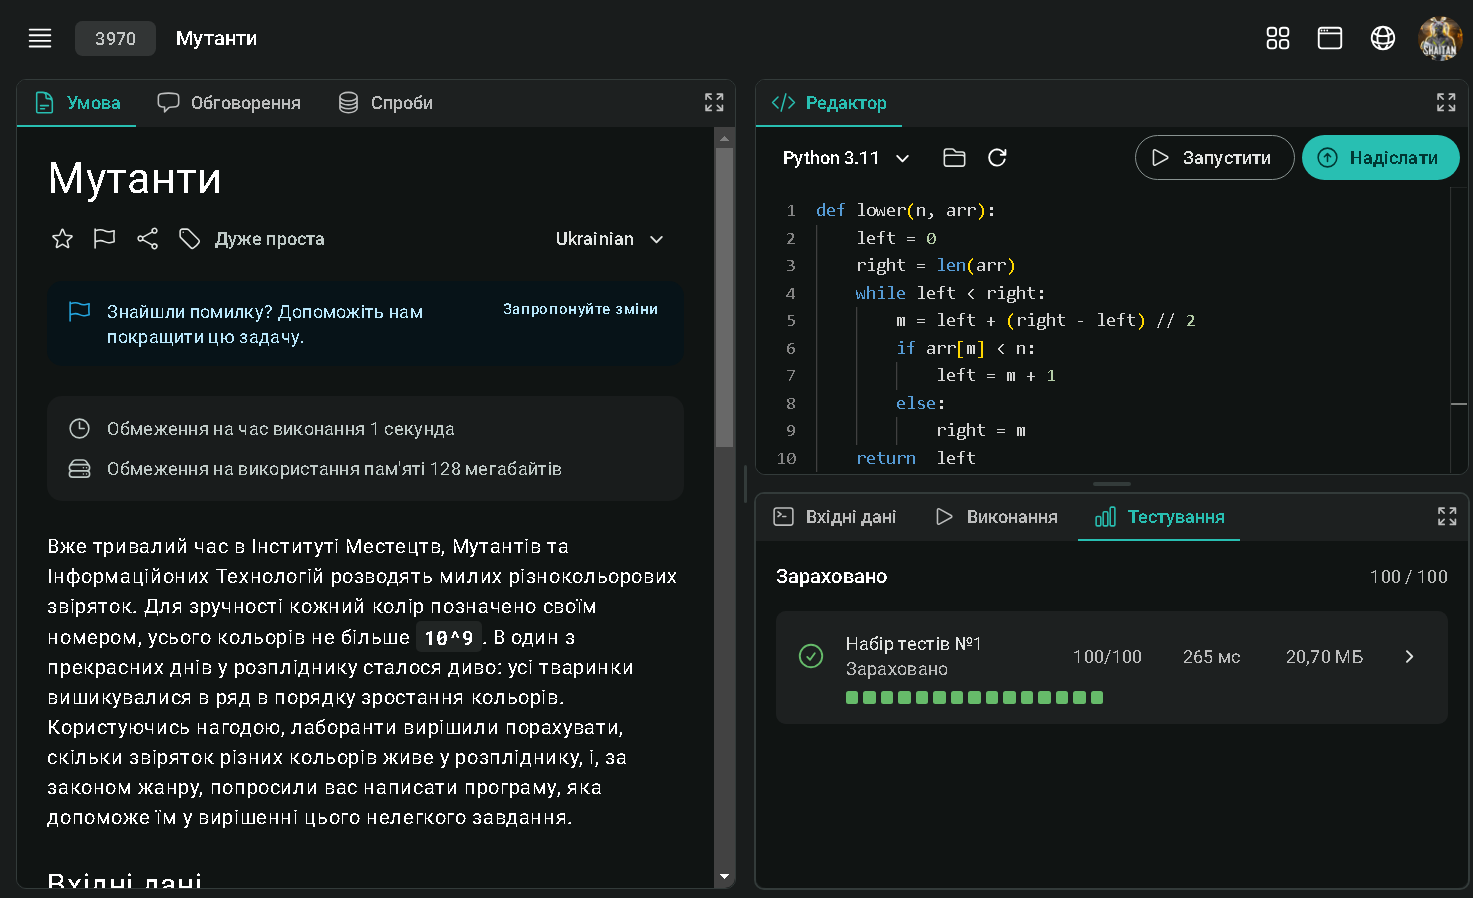 3970 Мутанти
SHAITAN
Умова Обговорення Спроби
Мутанти
Дуже проста Ukrainian
Знайшли помилку? Допоможіть нам
покращити цю задачу.
Запропонуйте зміни
Обмеження на час виконання 1 секунда
Обмеження на використання пам'яті 128 мегабайтів
Вже тривалий час в Інституті Местецтв, Мутантів та
Інформаційоних Технологій розводять милих різнокольорових
звіряток. Для зручності кожний колір позначено своїм
номером, усього кольорів не більше 10^9. В один з
прекрасних днів у розпліднику сталося диво: усі тваринки
вишикувалися в ряд в порядку зростання кольорів.
Користуючись нагодою, лаборанти вирішили порахувати,
скільки звіряток різних кольорів живе у розпліднику, і, за
законом жанру, попросили вас написати програму, яка
допоможе їм у вирішенні цього нелегкого завдання.
Вхідні дані
Редактор
Python 3.11 Запустити Надіслати
1 def lower(n, arr):
2 left = 0
3 right = len(arr)
4 while left < right:
5 m = left + (right - left) // 2
6 if arr[m] < n:
7 left = m + 1
8 else:
9 right = m
10 return left
Вхідні дані Виконання Тестування
Зараховано 100 / 100
Набір тестів №1
Зараховано
100/100 265 мс 20,70 МБ